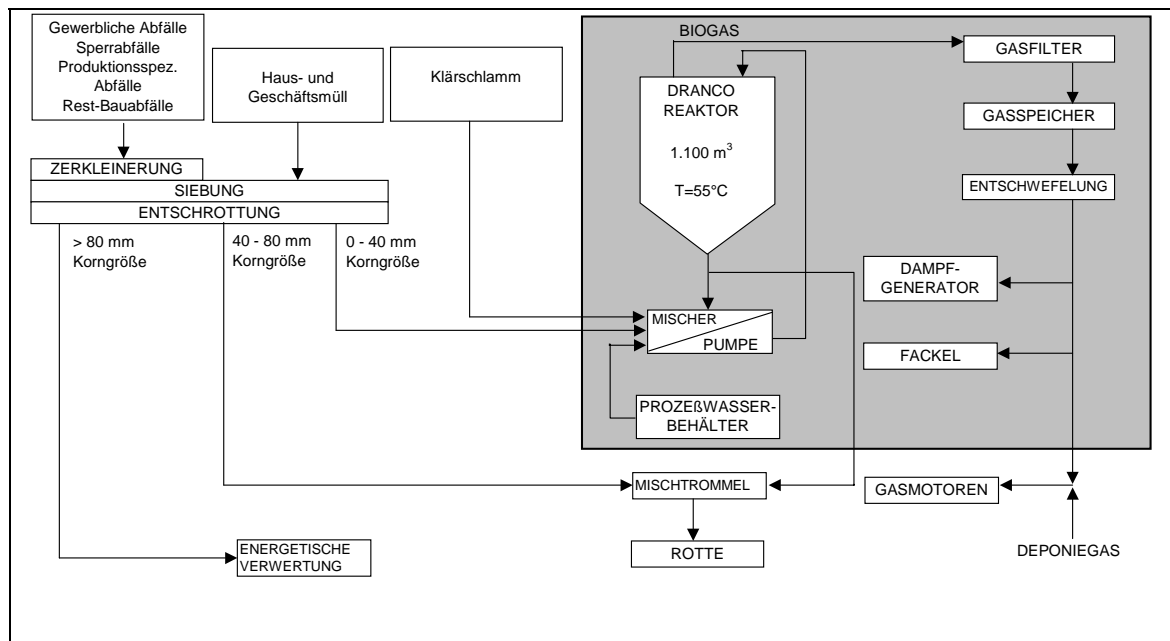 Gewerbliche Abfälle
Sperrabfälle
Produktionsspez.
Abfälle
Rest-Bauabfälle
Haus- und
Geschäftsmüll
Klärschlamm
ZERKLEINERUNG
SIEBUNG
ENTSCHROTTUNG
> 80 mm
Korngröße
40 - 80 mm
Korngröße
0 - 40 mm
Korngröße
BIOGAS
DRANCO
REAKTOR
1.100 m³
T=55°C
GASFILTER
GASSPEICHER
ENTSCHWEFELUNG
DAMPF-
GENERATOR
FACKEL
MISCHER
PUMPE
PROZEßWASSER-
BEHÄLTER
MISCHTROMMEL
GASMOTOREN
ROTTE
DEPONIEGAS
ENERGETISCHE
VERWERTUNG